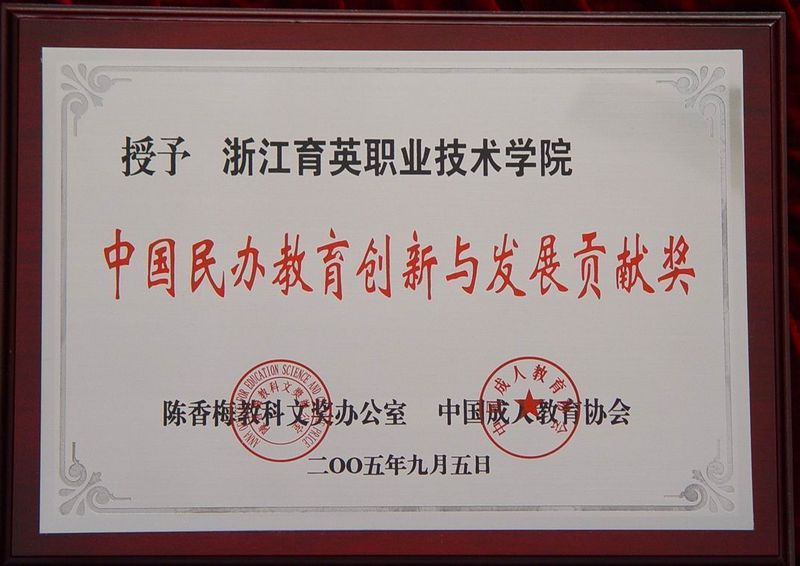 授予 浙江育英职业技术学院
中国民办教育创新与发展贡献奖
陈香梅教科文奖办公室 中国成人教育协会
二〇〇五年九月五日